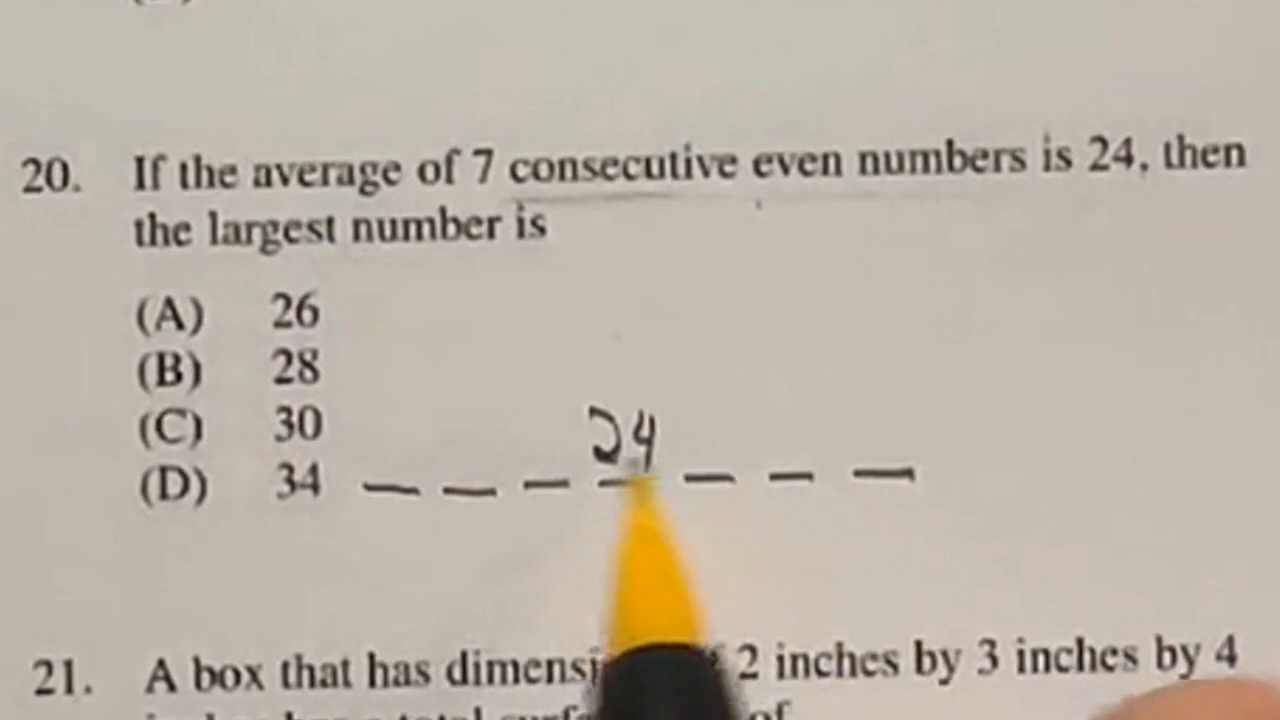 20. If the average of 7 consecutive even numbers is 24, then
the largest number is
(A) 26
(B) 28
(C) 30
(D) 34
24
21. A box that has 2 inches by 3 inches by 4
of